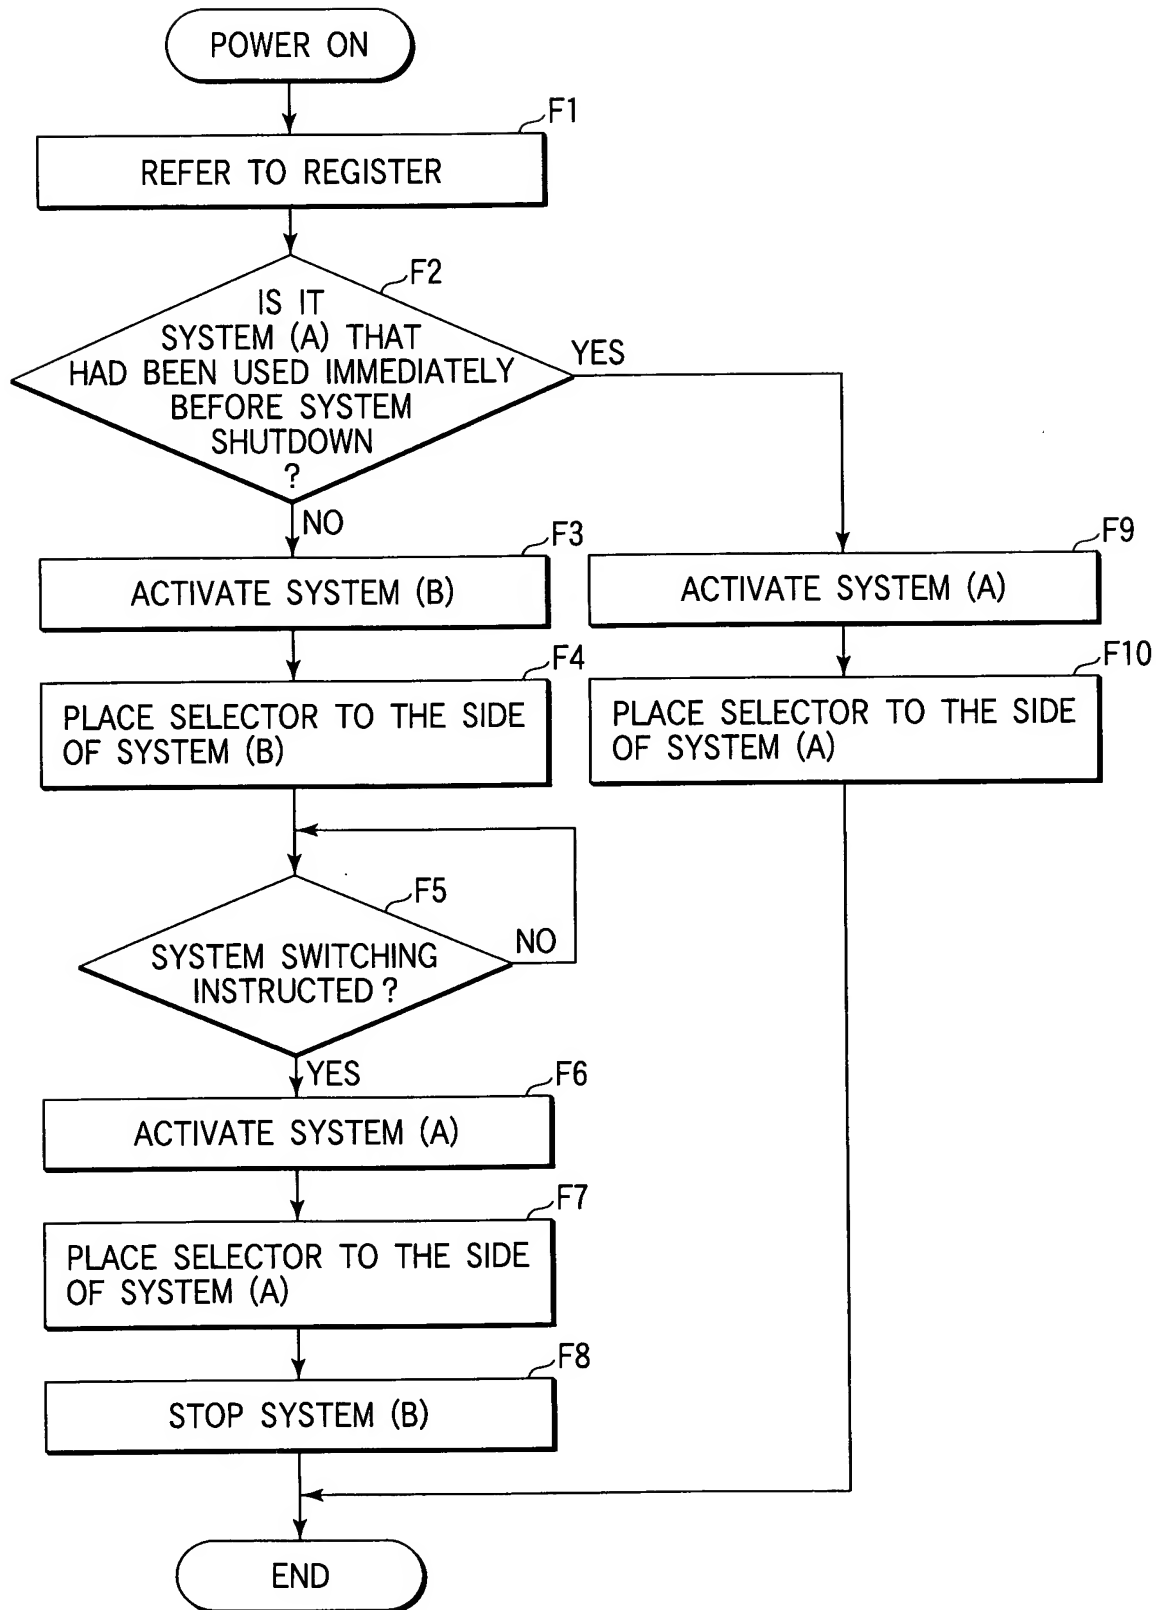 POWER ON
F1
REFER TO REGISTER
F2
IS IT
SYSTEM (A) THAT
HAD BEEN USED IMMEDIATELY
BEFORE SYSTEM
SHUTDOWN
?
YES
NO
F3
ACTIVATE SYSTEM (B)
F9
ACTIVATE SYSTEM (A)
F4
PLACE SELECTOR TO THE SIDE
OF SYSTEM (B)
F10
PLACE SELECTOR TO THE SIDE
OF SYSTEM (A)
F5
SYSTEM SWITCHING
INSTRUCTED ?
NO
YES
F6
ACTIVATE SYSTEM (A)
F7
PLACE SELECTOR TO THE SIDE
OF SYSTEM (A)
F8
STOP SYSTEM (B)
END